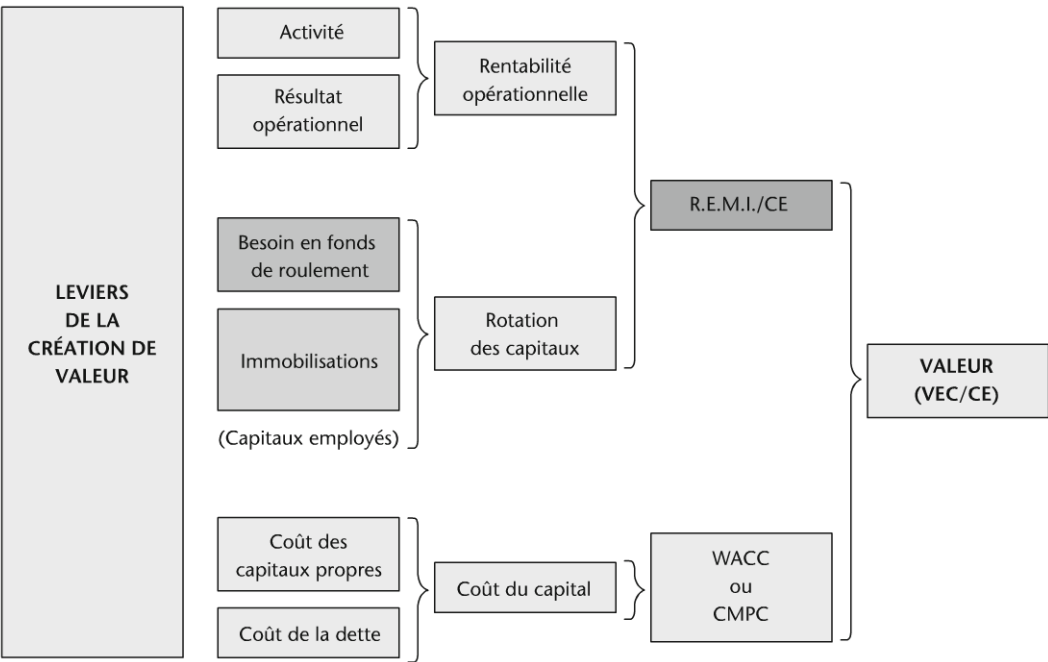 LEVIERS
DE LA
CRÉATION DE
VALEUR
Activité
Résultat
opérationnel
Rentabilité
opérationnelle
Besoin en fonds
de roulement
Immobilisations
(Capitaux employés)
Rotation
des capitaux
R.E.M.I./CE
Coût des
capitaux propres
Coût de la dette
Coût du capital
WACC
ou
CMPC
VALEUR
(VEC/CE)